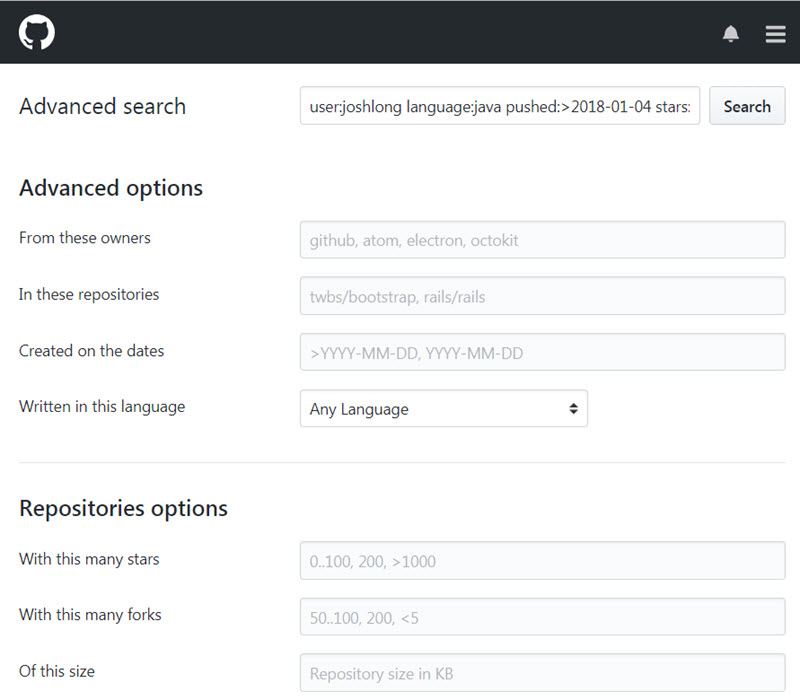 Advanced search
user:joshlong language:java pushed:>2018-01-04 stars:
Search
Advanced options
From these owners
github, atom, electron, octokit
In these repositories
twbs/bootstrap, rails/rails
Created on the dates
>YYYY-MM-DD, YYYY-MM-DD
Written in this language
Any Language
Repositories options
With this many stars
0..100, 200, >1000
With this many forks
50..100, 200, <5
Of this size
Repository size in KB